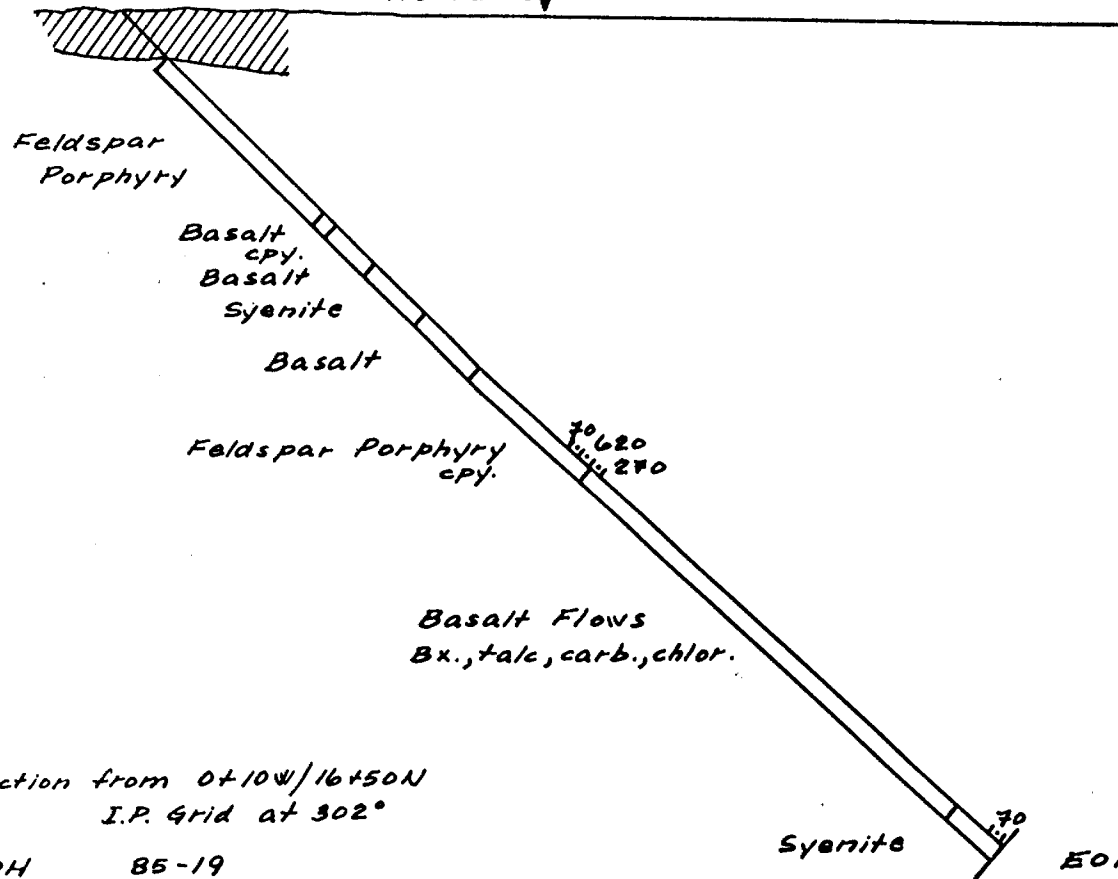 Feldspar
Porphyry
Basalt
cpy.
Basalt
Syenite
Basalt
Feldspar Porphyry
cpy.
70
620
270
Basalt Flows
Bx., talc, carb., chlor.
ction from 0+10W/16+50N
I.P. Grid at 302°
DH 85-19
Syenite
70